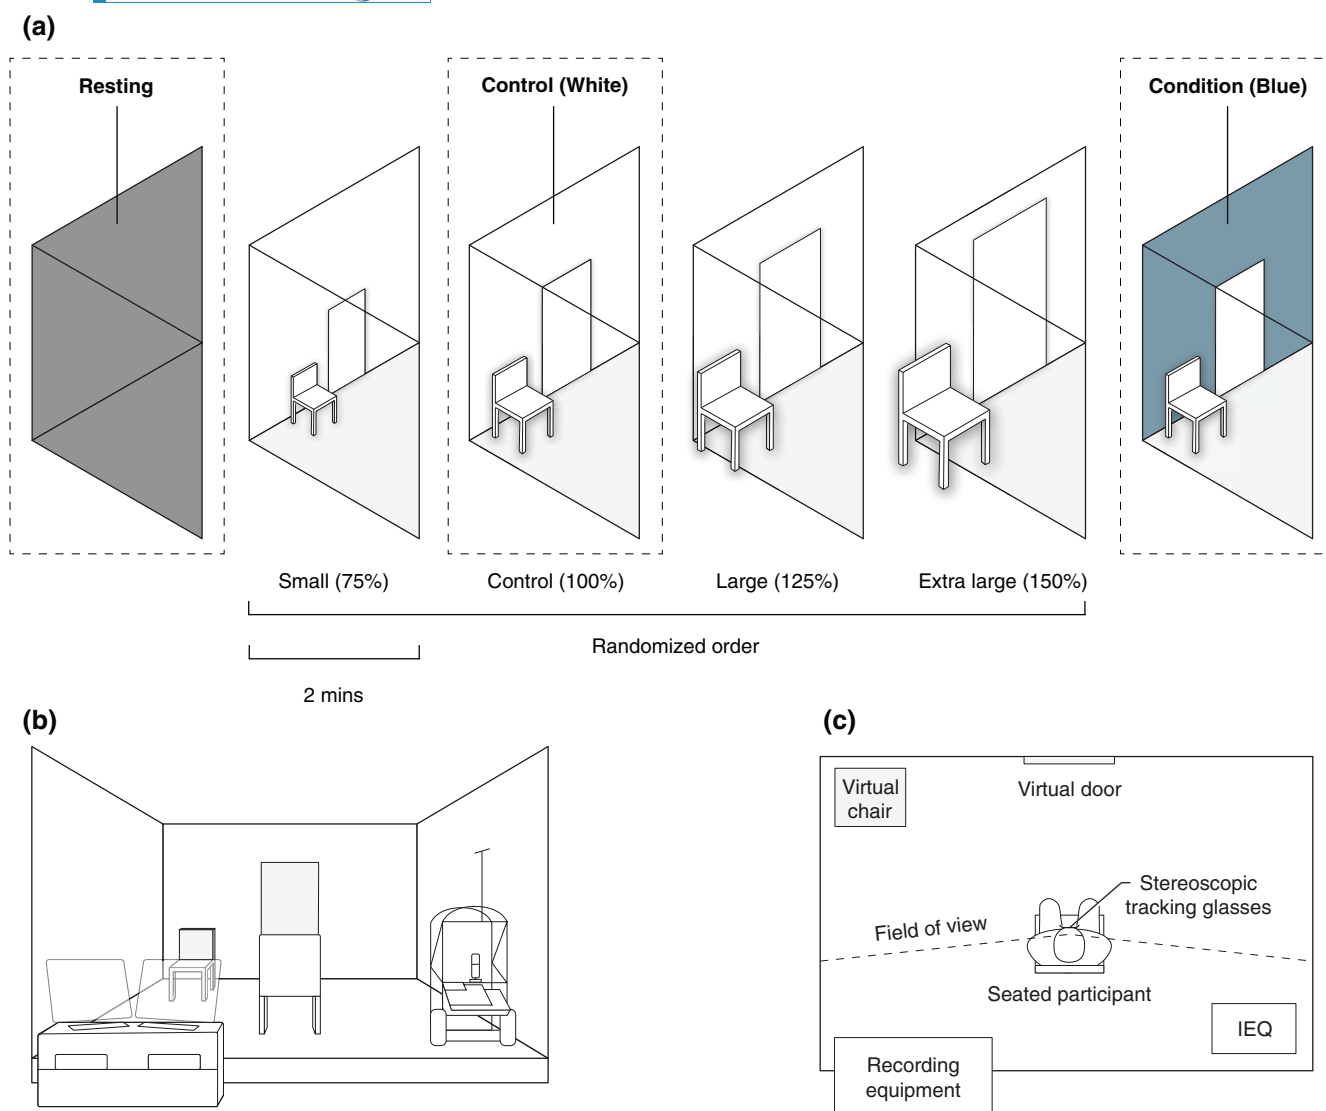 (a)
Resting
Control (White)
Condition (Blue)
Small (75%)
Control (100%)
Large (125%)
Extra large (150%)
Randomized order
2 mins
(b)
(c)
Virtual
chair
Virtual door
Stereoscopic
tracking glasses
Field of view
Seated participant
IEQ
Recording
equipment